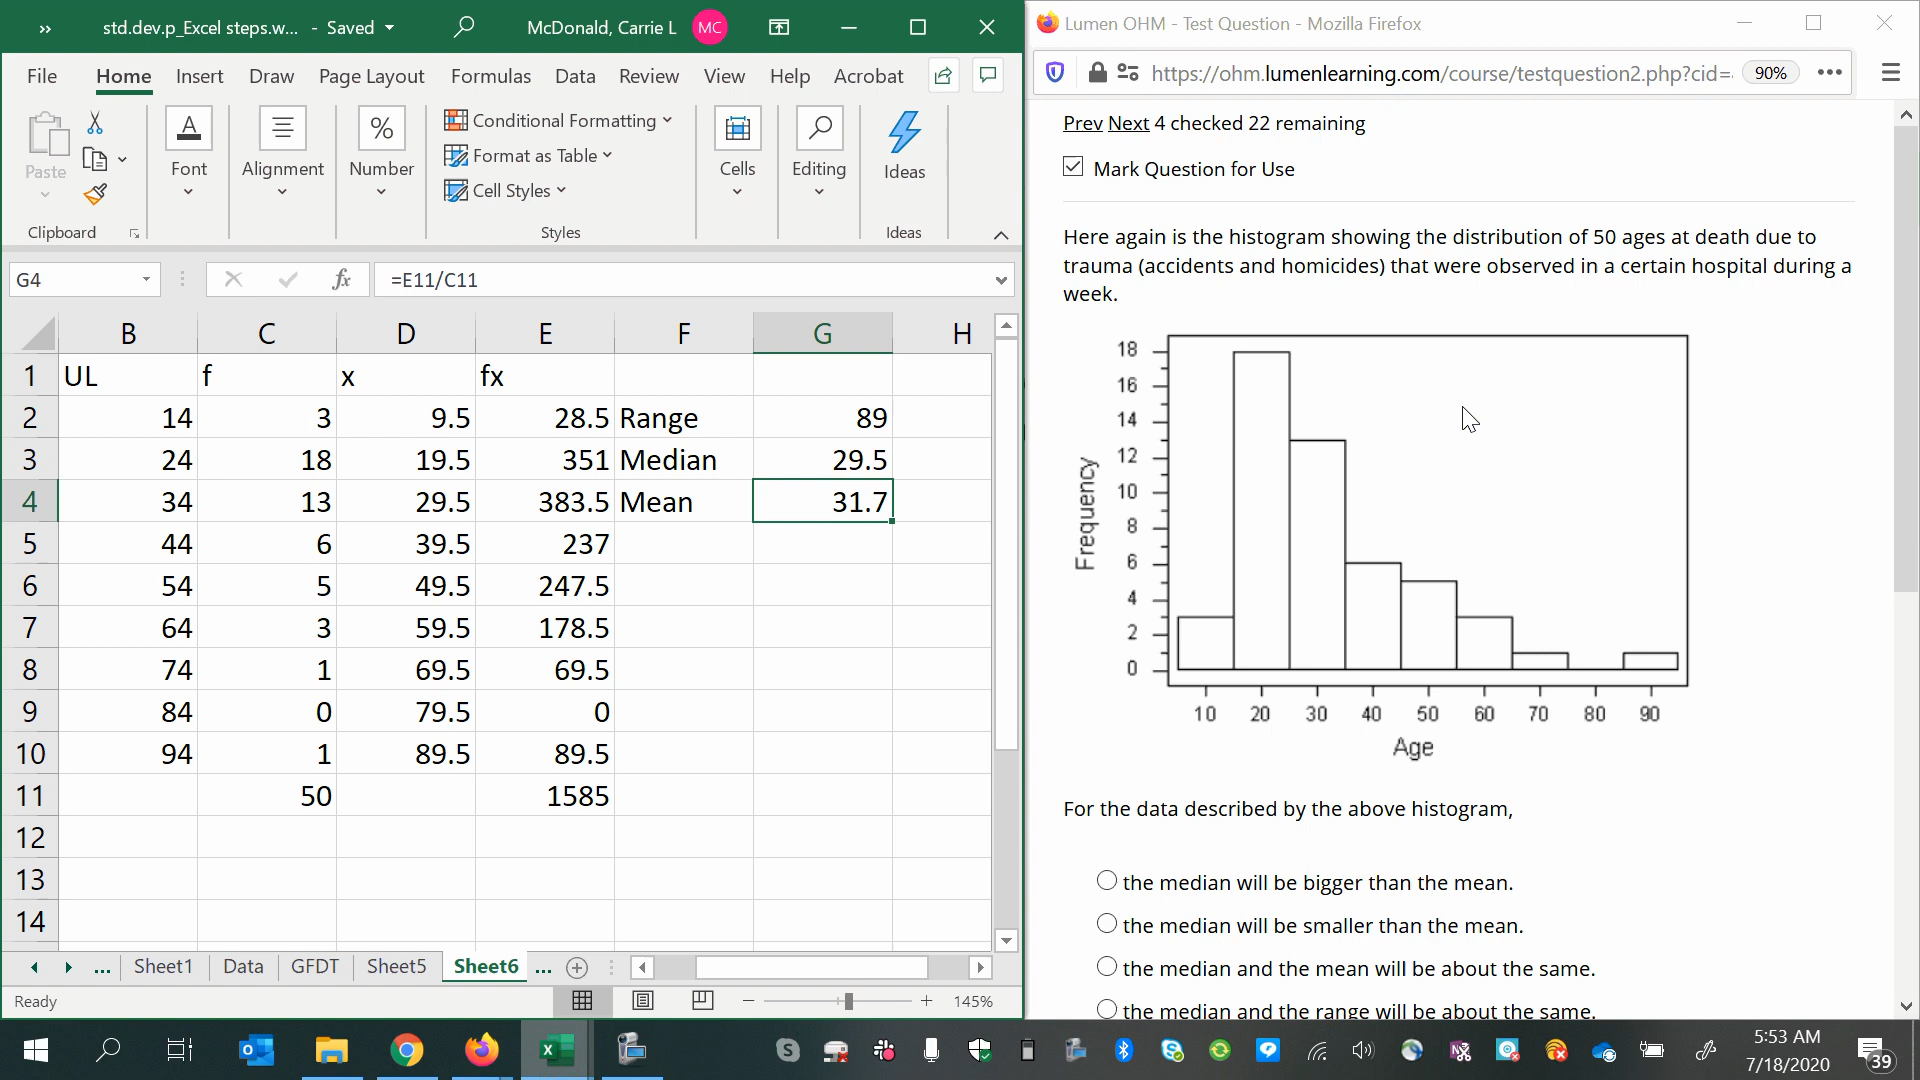 std.dev.p_Excel steps.w... - Saved
McDonald, Carrie L
MC
File Home Insert Draw Page Layout Formulas Data Review View Help Acrobat
Paste
Font
Alignment
Number
Conditional Formatting
Format as Table
Cell Styles
Cells
Editing
Ideas
Clipboard
Styles
Ideas
G4
fx
=E11/C11
B C D E F G H
1 UL f x fx
2 14 3 9.5 28.5 Range 89
3 24 18 19.5 351 Median 29.5
4 34 13 29.5 383.5 Mean 31.7
5 44 6 39.5 237
6 54 5 49.5 247.5
7 64 3 59.5 178.5
8 74 1 69.5 69.5
9 84 0 79.5 0
10 94 1 89.5 89.5
11 50 1585
12
13
14
... Sheet1 Data GFDT Sheet5 Sheet6 ...
Ready
145%
Lumen OHM - Test Question - Mozilla Firefox
https://ohm.lumenlearning.com/course/testquestion2.php?cid=
90%
Prev Next 4 checked 22 remaining
Mark Question for Use
Here again is the histogram showing the distribution of 50 ages at death due to
trauma (accidents and homicides) that were observed in a certain hospital during a
week.
18
16
14
12
10
8
6
4
2
0
Frequency
10 20 30 40 50 60 70 80 90
Age
For the data described by the above histogram,
the median will be bigger than the mean.
the median will be smaller than the mean.
the median and the mean will be about the same.
the median and the range will be about the same.
5:53 AM
7/18/2020
39